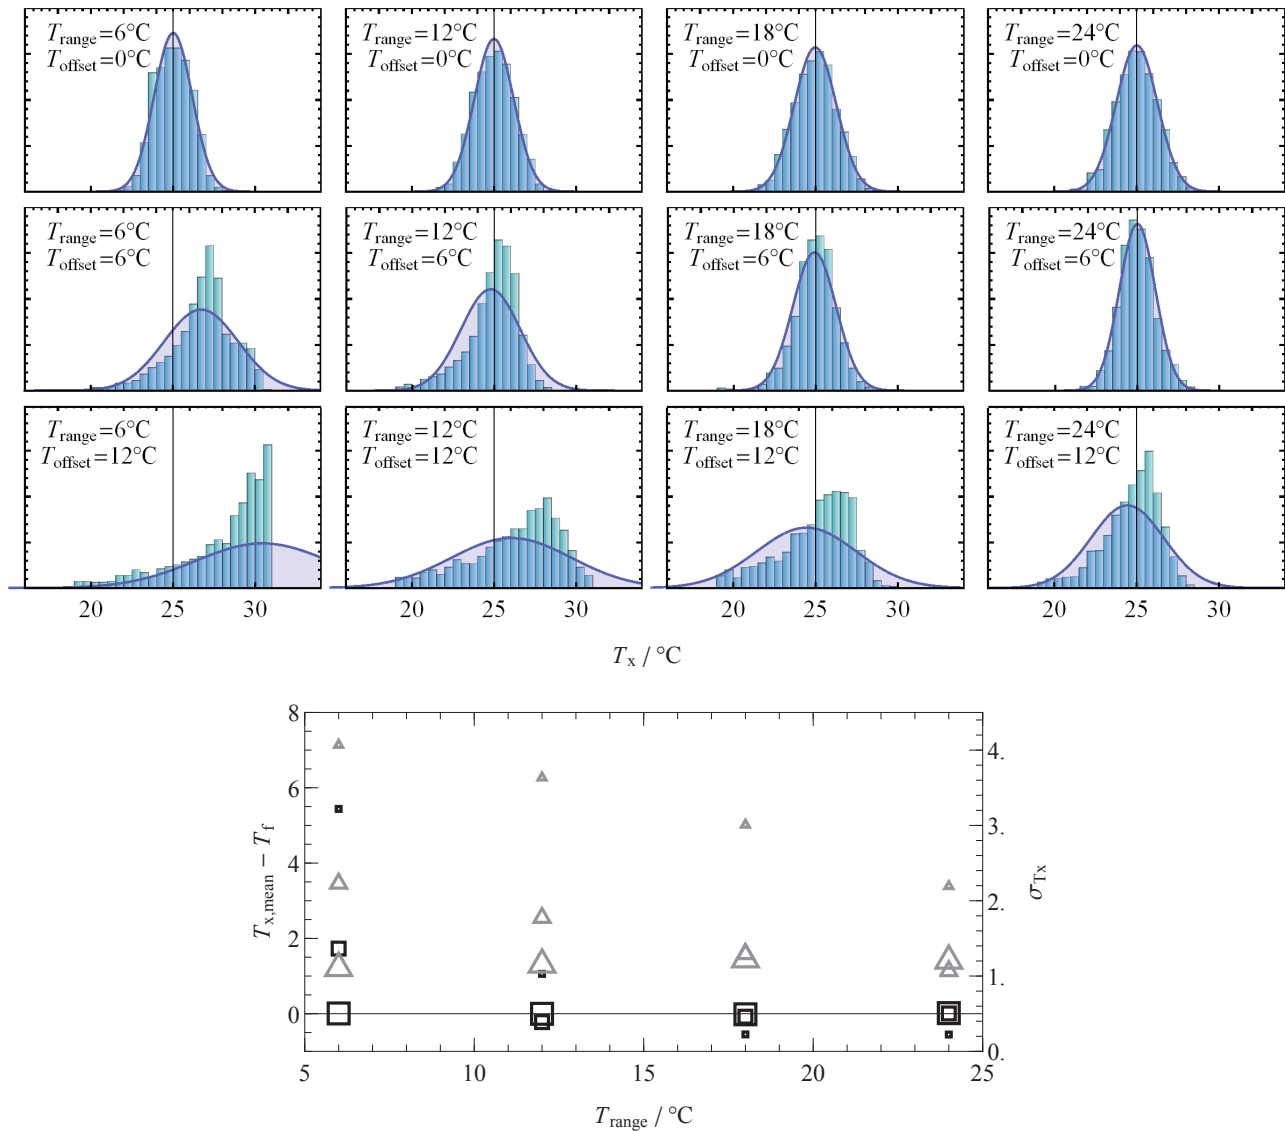 T_range=6°C
T_offset=0°C
T_range=12°C
T_offset=0°C
T_range=18°C
T_offset=0°C
T_range=24°C
T_offset=0°C
T_range=6°C
T_offset=6°C
T_range=12°C
T_offset=6°C
T_range=18°C
T_offset=6°C
T_range=24°C
T_offset=6°C
T_range=6°C
T_offset=12°C
T_range=12°C
T_offset=12°C
T_range=18°C
T_offset=12°C
T_range=24°C
T_offset=12°C
20 25 30 20 25 30 20 25 30 20 25 30
T_x / °C
8
6
4
2
0
T_x,mean − T_f
4.
3.
2.
1.
0.
σ_Tx
5 10 15 20 25
T_range / °C